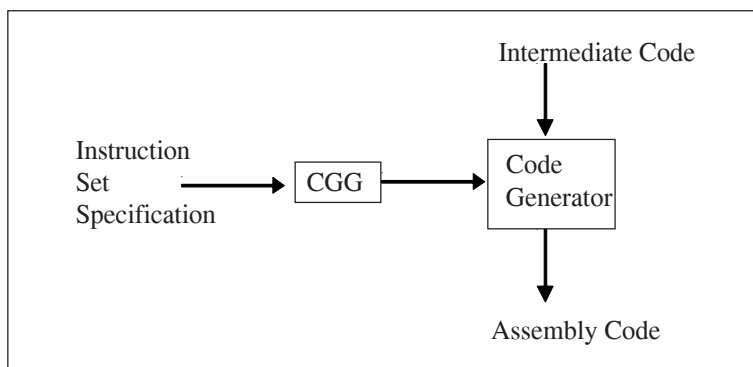 Intermediate Code
Instruction
Set
Specification
CGG
Code
Generator
Assembly Code